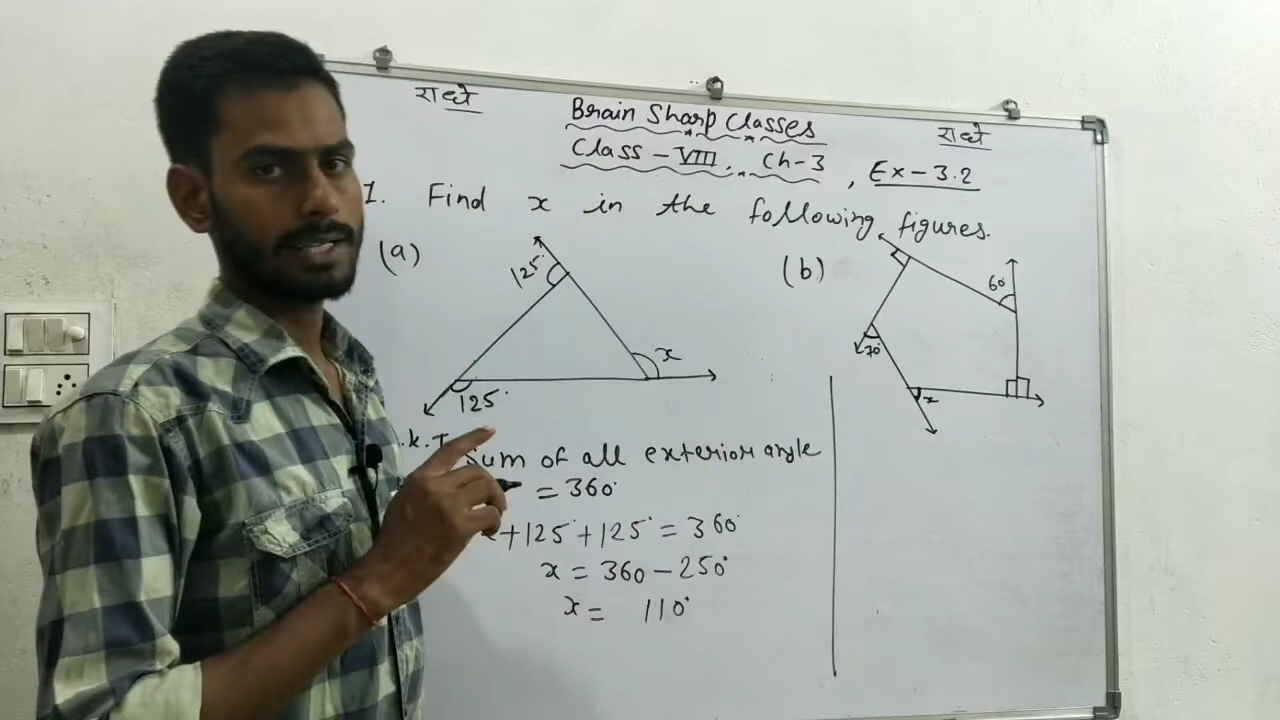 राधे
Brain Sharp Classes
राधे
Class - VIII, Ch-3, Ex-3.2
1. Find x in the following figures.
(a)
125°
x
125°
(b)
60°
70°
x
.K.T
Sum of all exterior angle
= 360°
+125°+125° = 360°
x = 360 - 250°
x = 110°